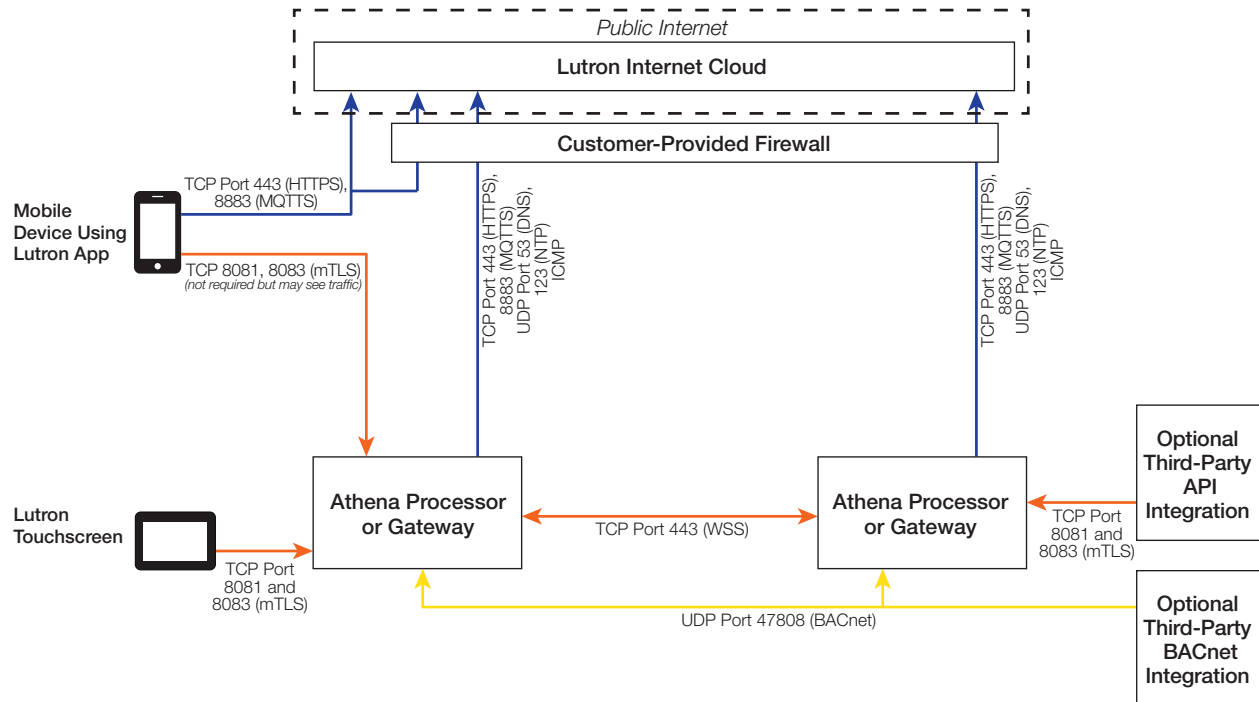 Public Internet
Lutron Internet Cloud
Customer-Provided Firewall
TCP Port 443 (HTTPS),
8883 (MQTTS)
Mobile
Device Using
Lutron App
TCP 8081, 8083 (mTLS)
(not required but may see traffic)
TCP Port 443 (HTTPS),
8883 (MQTTS)
UDP Port 53 (DNS),
123 (NTP)
ICMP
TCP Port 443 (HTTPS),
8883 (MQTTS)
UDP Port 53 (DNS),
123 (NTP)
ICMP
Optional
Third-Party
API
Integration
Athena Processor
or Gateway
Athena Processor
or Gateway
Lutron
Touchscreen
TCP Port 443 (WSS)
TCP Port
8081 and
8083 (mTLS)
TCP Port
8081 and
8083 (mTLS)
UDP Port 47808 (BACnet)
Optional
Third-Party
BACnet
Integration